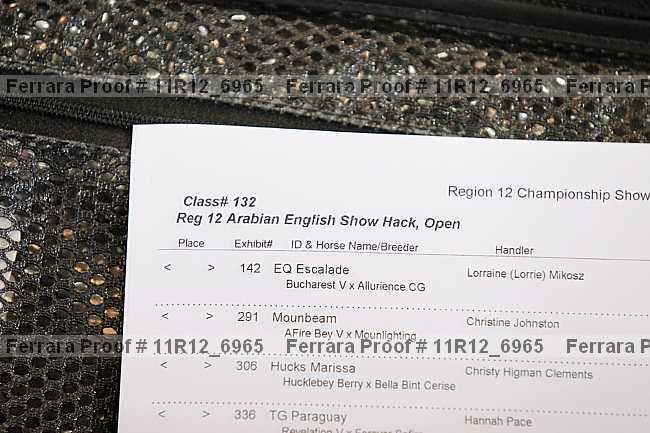 Ferrara Proof # 11R12_6965 Ferrara Proof # 11R12_6965 Ferrara Pr
Region 12 Championship Show
Class# 132
Reg 12 Arabian English Show Hack, Open
Place Exhibit# ID & Horse Name/Breeder Handler
< > 142 EQ Escalade Lorraine (Lorrie) Mikosz
Bucharest V x Allurience CG
< > 291 Mounbeam Christine Johnston
AFire Bey V x Mounlighting
Ferrara Proof # 11R12_6965 Ferrara Proof # 11R12_6965 Ferrara Pr
< > 306 Hucks Marissa Christy Higman Clements
Hucklebey Berry x Bella Bint Cerise
< > 336 TG Paraguay Hannah Pace
Revelation V x